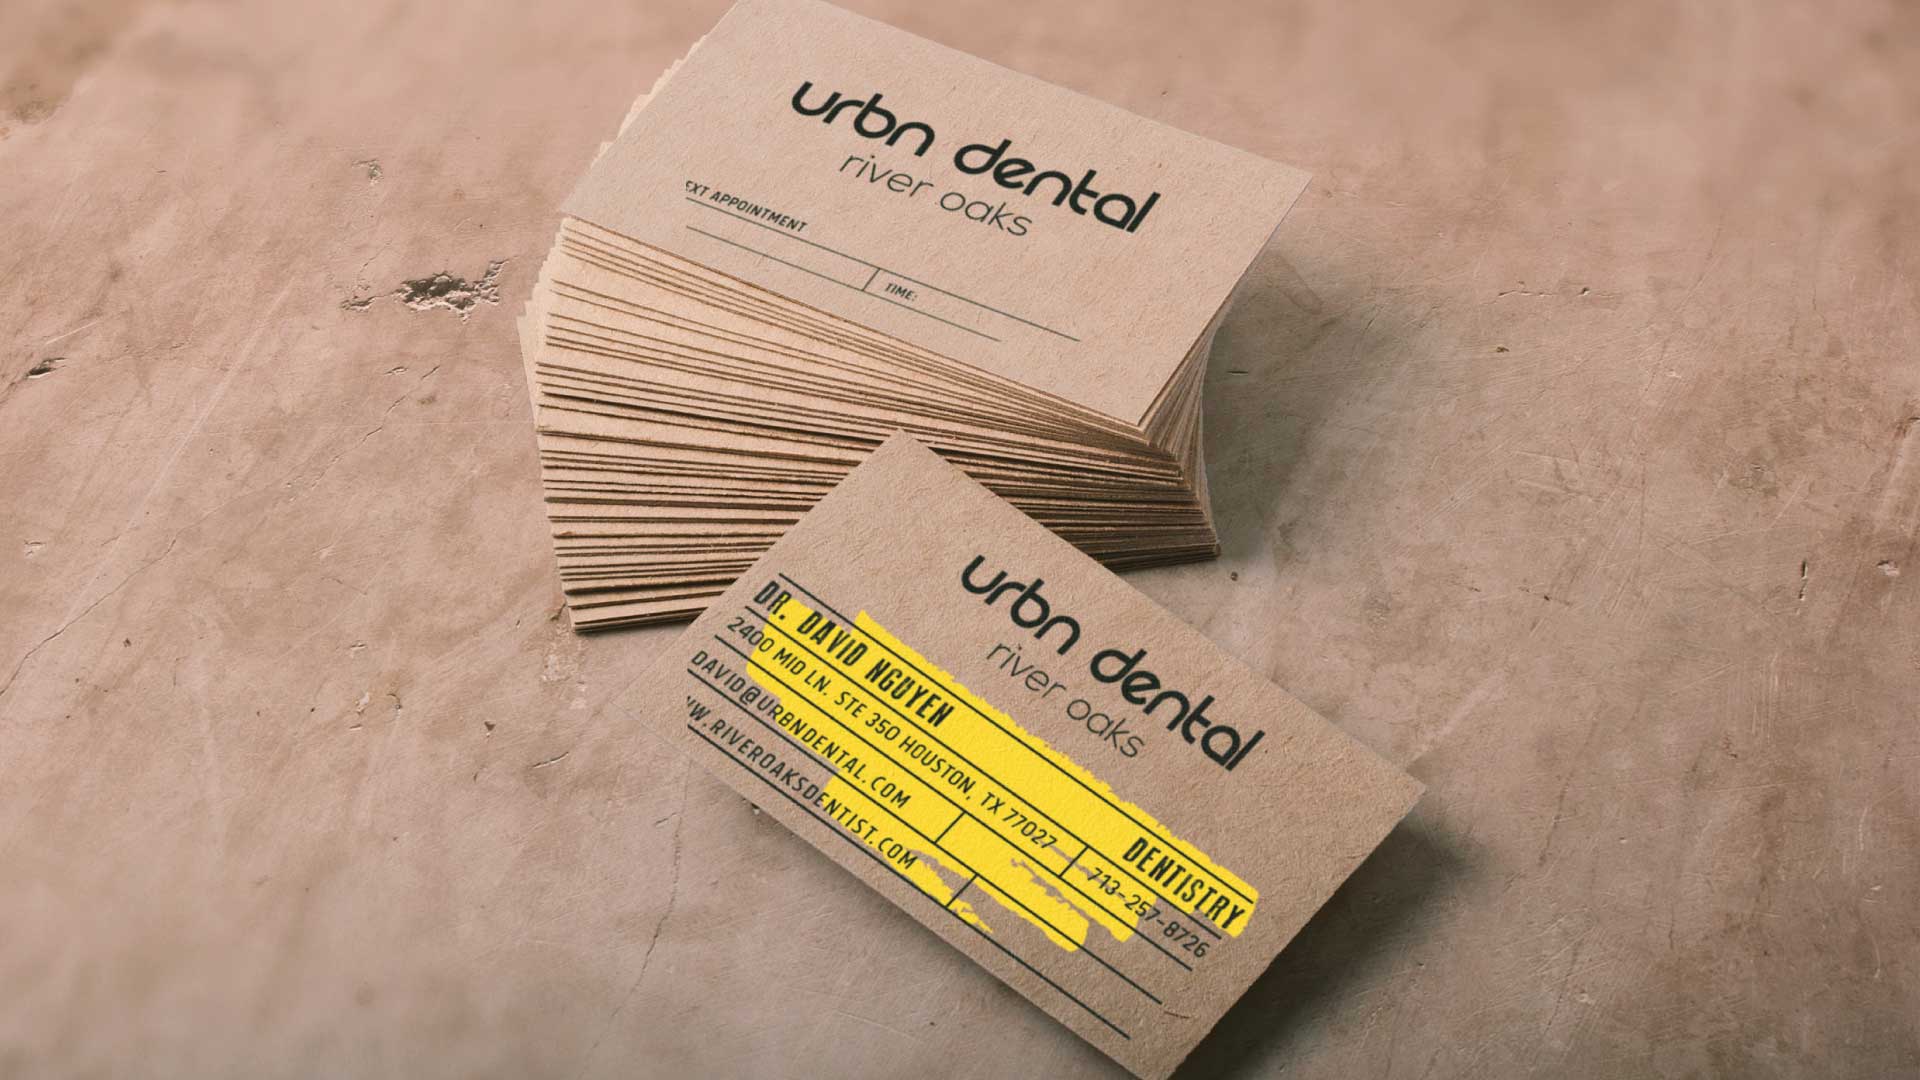 urbn dental
river oaks
EXT APPOINTMENT
TIME:
urbn dental
river oaks
DR. DAVID NGUYEN DENTISTRY
2400 MID LN. STE 350 HOUSTON, TX 77027 713-257-8726
DAVID@URBNDENTAL.COM
W.RIVEROAKSDENTIST.COM